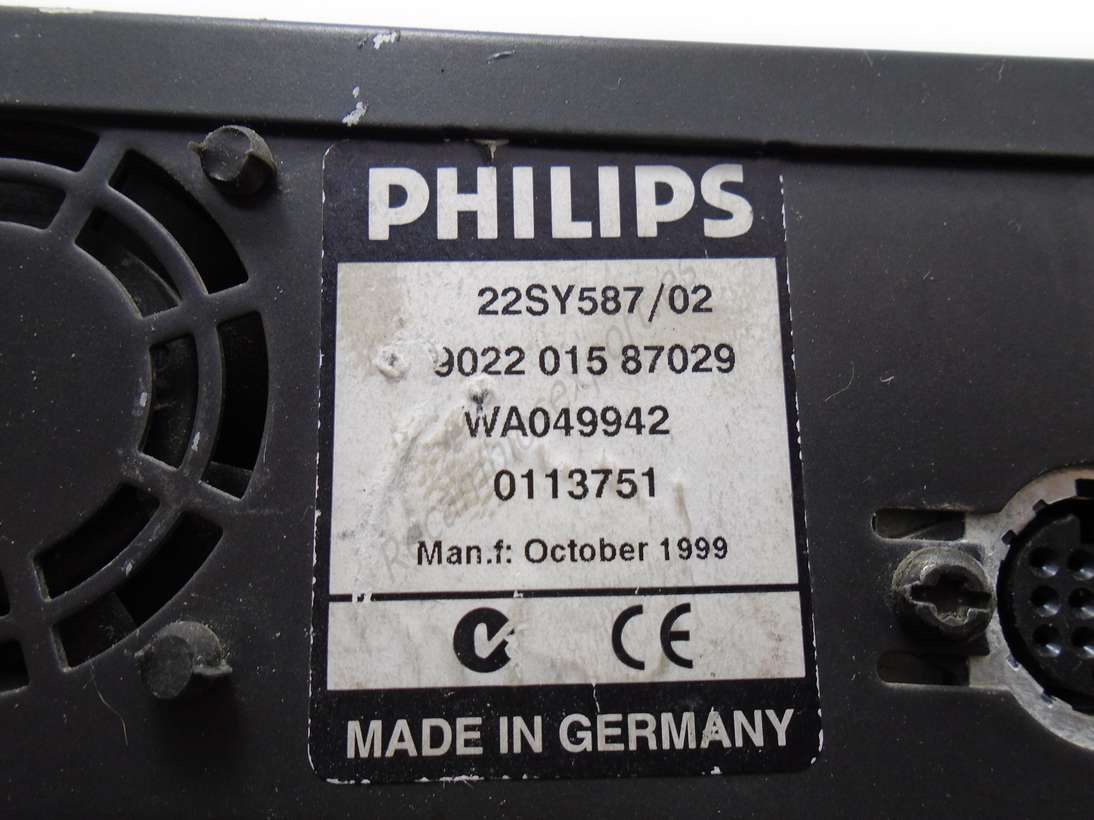 PHILIPS
22SY587/02
9022 015 87029
WA049942
0113751
Man.f: October 1999
CE
MADE IN GERMANY